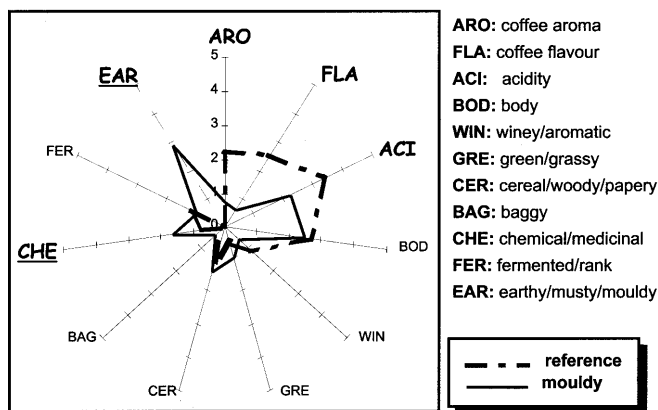 ARO
5
4
3
2
1
0
EAR
FLA
FER
ACI
CHE
BOD
BAG
WIN
CER
GRE
ARO: coffee aroma
FLA: coffee flavour
ACI: acidity
BOD: body
WIN: winey/aromatic
GRE: green/grassy
CER: cereal/woody/papery
BAG: baggy
CHE: chemical/medicinal
FER: fermented/rank
EAR: earthy/musty/mouldy
reference
mouldy